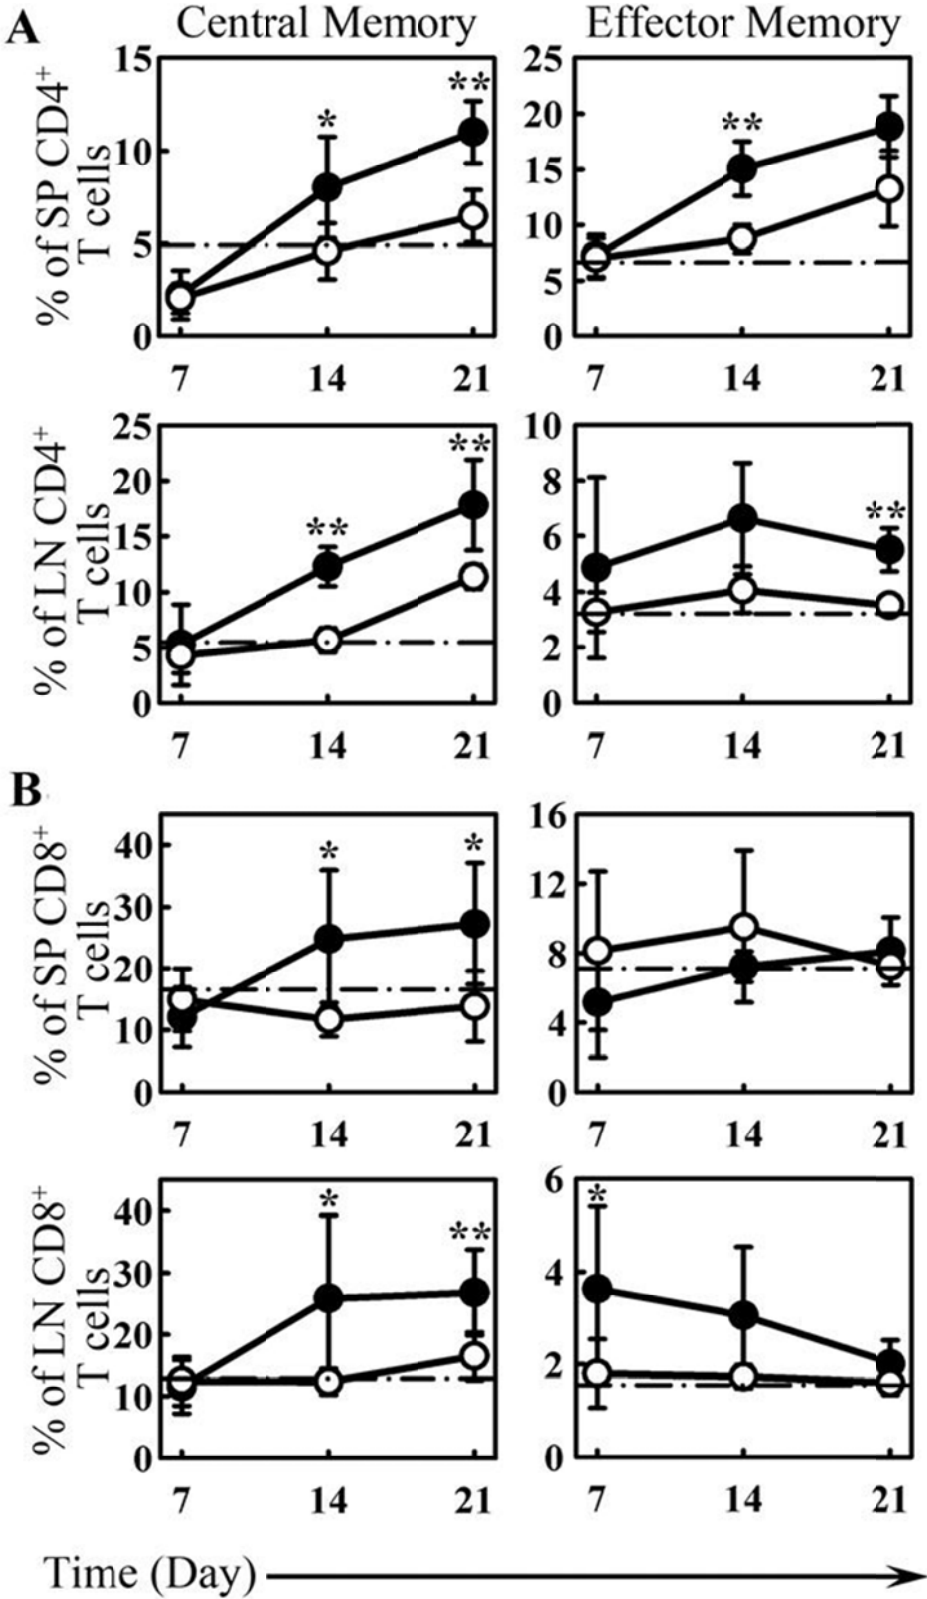 A
Central Memory
Effector Memory
% of SP CD4+
T cells
15
10
5
0
*
**
7 14 21
25
20
15
10
5
0
**
7 14 21
% of LN CD4+
T cells
25
20
15
10
5
0
**
**
7 14 21
10
8
6
4
2
0
**
7 14 21
B
% of SP CD8+
T cells
40
30
20
10
0
*
*
7 14 21
16
12
8
4
0
7 14 21
% of LN CD8+
T cells
40
30
20
10
0
*
**
7 14 21
6
4
2
0
*
7 14 21
Time (Day)